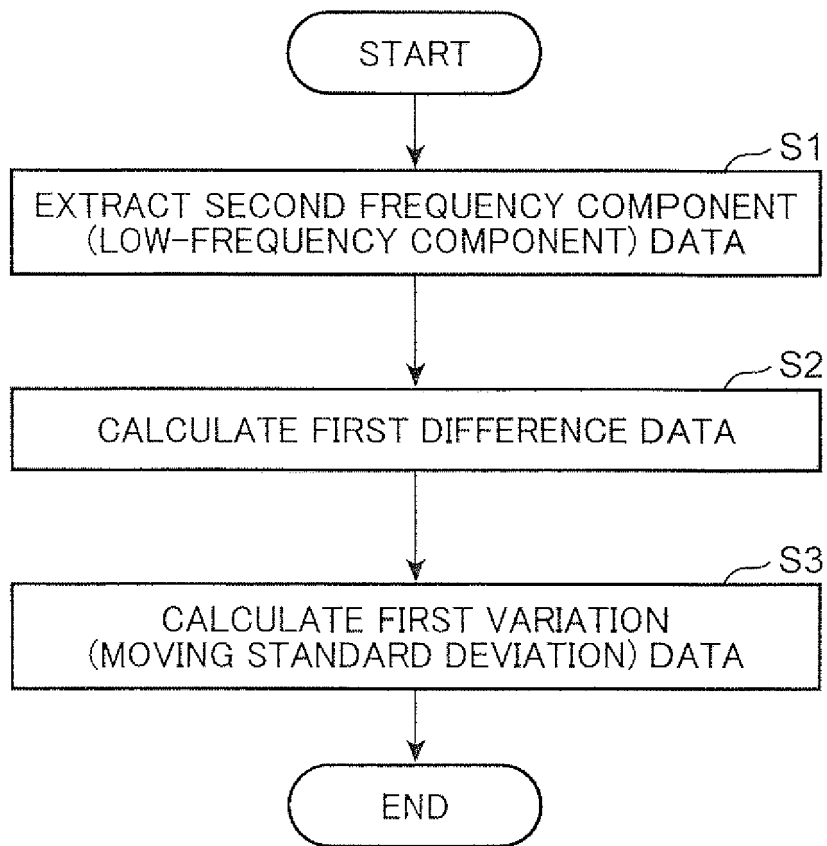 START
S1
EXTRACT SECOND FREQUENCY COMPONENT
(LOW-FREQUENCY COMPONENT) DATA
S2
CALCULATE FIRST DIFFERENCE DATA
S3
CALCULATE FIRST VARIATION
(MOVING STANDARD DEVIATION) DATA
END